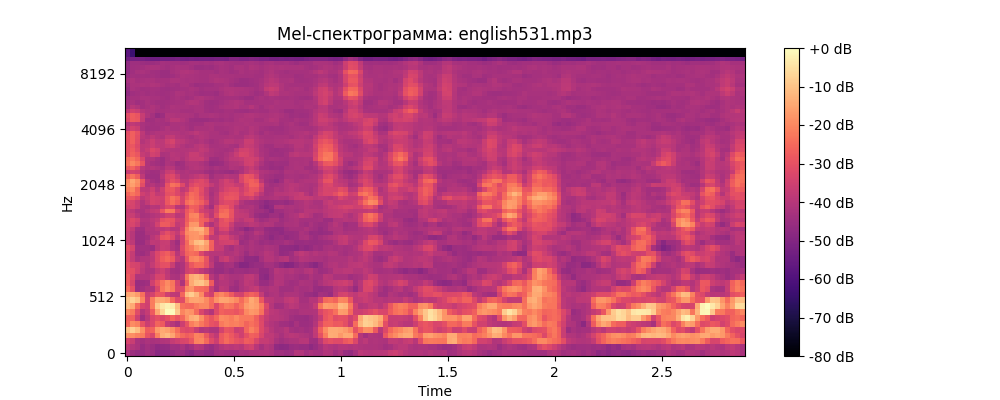 Mel-спектрограмма: english531.mp3
8192
4096
2048
1024
512
0
Hz
0 0.5 1 1.5 2 2.5
Time
+0 dB
-10 dB
-20 dB
-30 dB
-40 dB
-50 dB
-60 dB
-70 dB
-80 dB